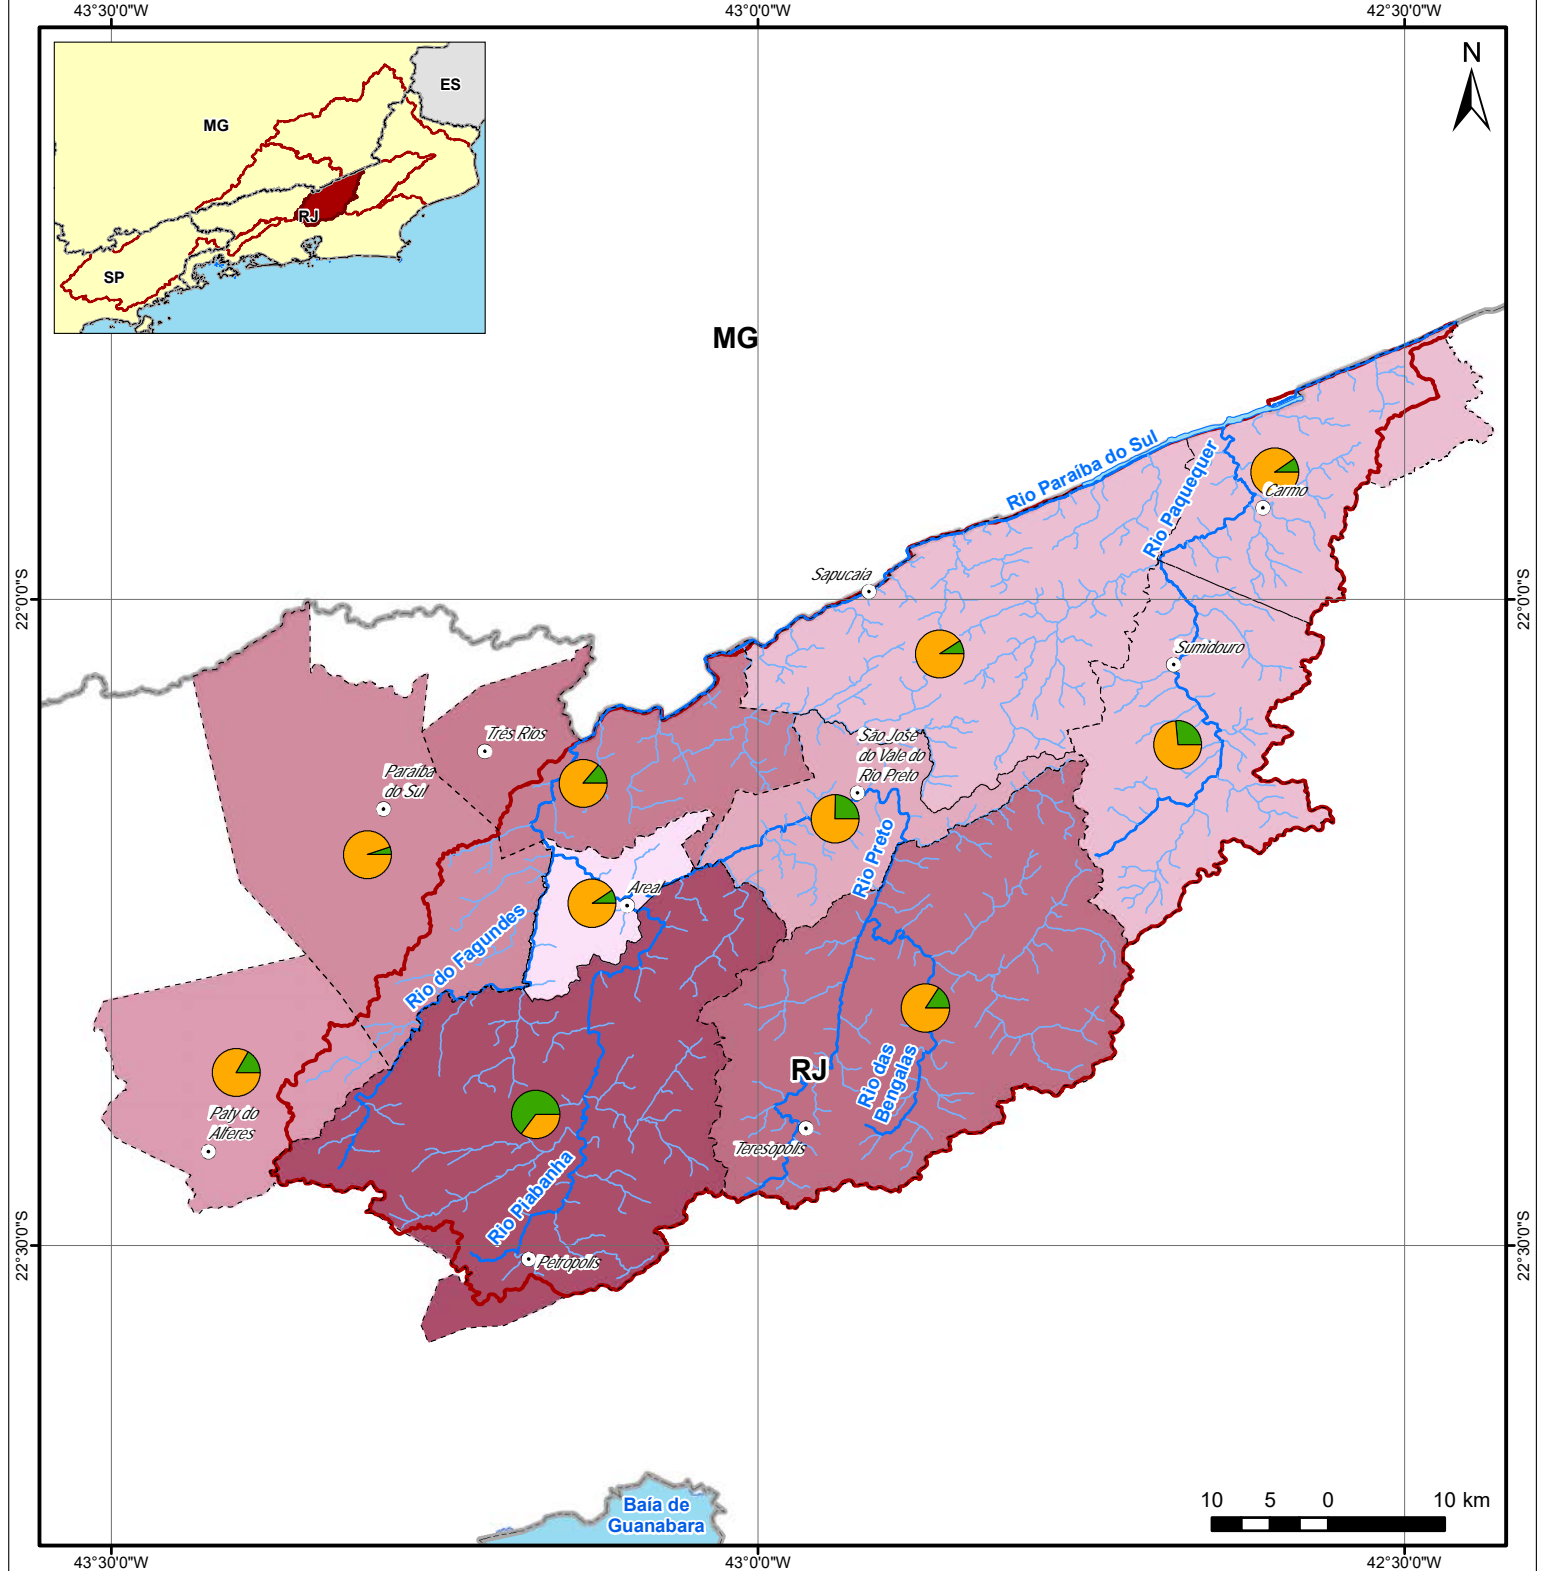 43°30'0"W
43°0'0"W
42°30'0"W
N
ES
MG
RJ
SP
MG
Rio Paraíba do Sul
Rio Paquequer
Carmo
Sapucaia
22°0'0"S
22°0'0"S
Sumidouro
Três Rios
São José
do Vale do
Rio Preto
Paraíba
do Sul
Rio Preto
Areal
Rio do Fagundes
RJ
Rio das
Bengalas
Paty do
Alferes
Teresópolis
Rio Piabanha
Petrópolis
22°30'0"S
22°30'0"S
Baía de
Guanabara
10 5 0 10 km
43°30'0"W
43°0'0"W
42°30'0"W